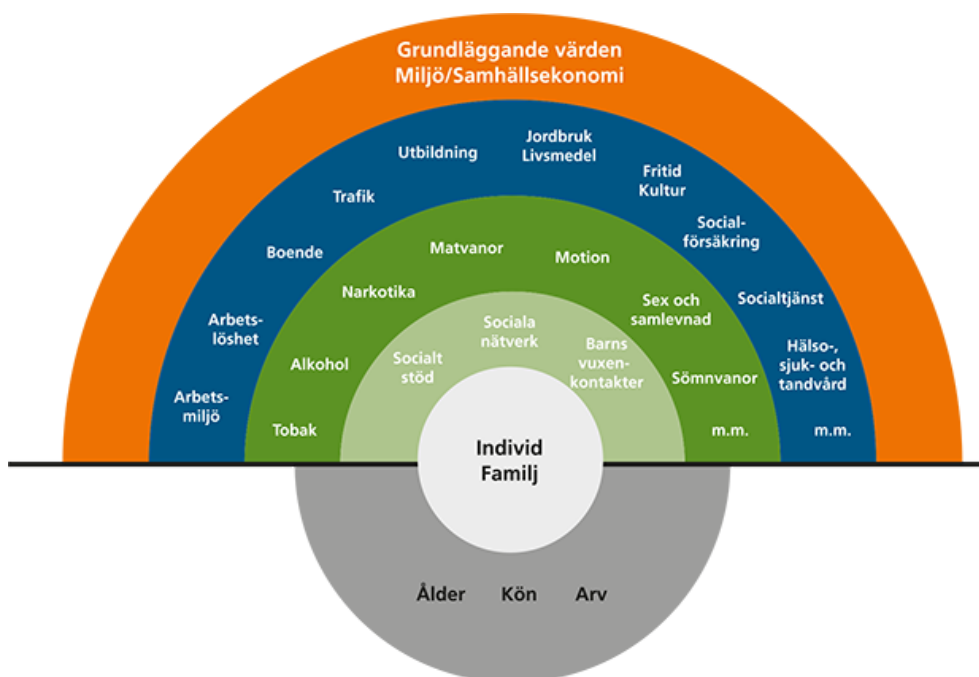 Grundläggande värden
Miljö/Samhällsekonomi
Arbets-
miljö
Arbets-
löshet
Boende
Trafik
Utbildning
Jordbruk
Livsmedel
Fritid
Kultur
Social-
försäkring
Socialtjänst
Hälso-,
sjuk- och
tandvård
m.m.
Tobak
Alkohol
Narkotika
Matvanor
Motion
Sex och
samlevnad
Sömnvanor
m.m.
Socialt
stöd
Sociala
nätverk
Barns
vuxen-
kontakter
Individ
Familj
Ålder Kön Arv